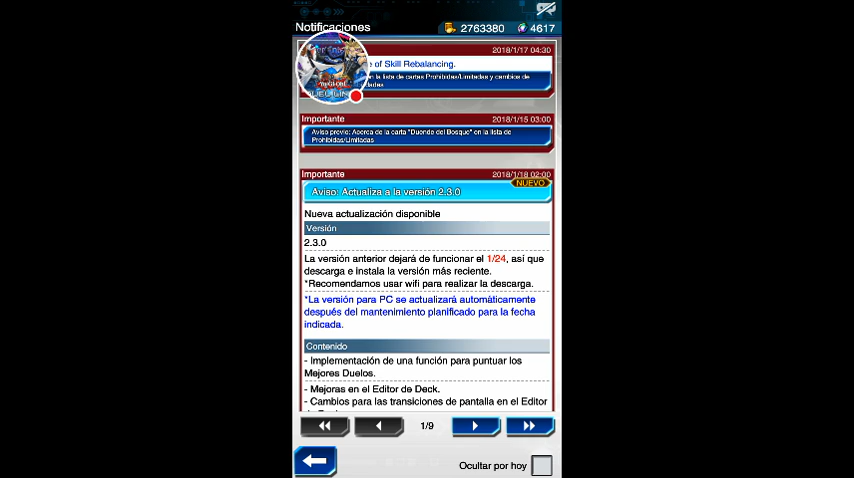 Notificaciones
2763380
4617
2018/1/17 04:30
e of Skill Rebalancing.
en la lista de cartas Prohibidas/Limitadas y cambios de
dades
Importante
2018/1/15 03:00
Aviso previo: Acerca de la carta "Duende del Bosque" en la lista de
Prohibidas/Limitadas
Importante
2018/1/18 02:00
NUEVO
Aviso: Actualiza a la versión 2.3.0
Nueva actualización disponible
Versión
2.3.0
La versión anterior dejará de funcionar el 1/24, así que
descarga e instala la versión más reciente.
*Recomendamos usar wifi para realizar la descarga.
*La versión para PC se actualizará automáticamente
después del mantenimiento planificado para la fecha
indicada.
Contenido
- Implementación de una función para puntuar los
Mejores Duelos.
- Mejoras en el Editor de Deck.
- Cambios para las transiciones de pantalla en el Editor
1/9
Ocultar por hoy